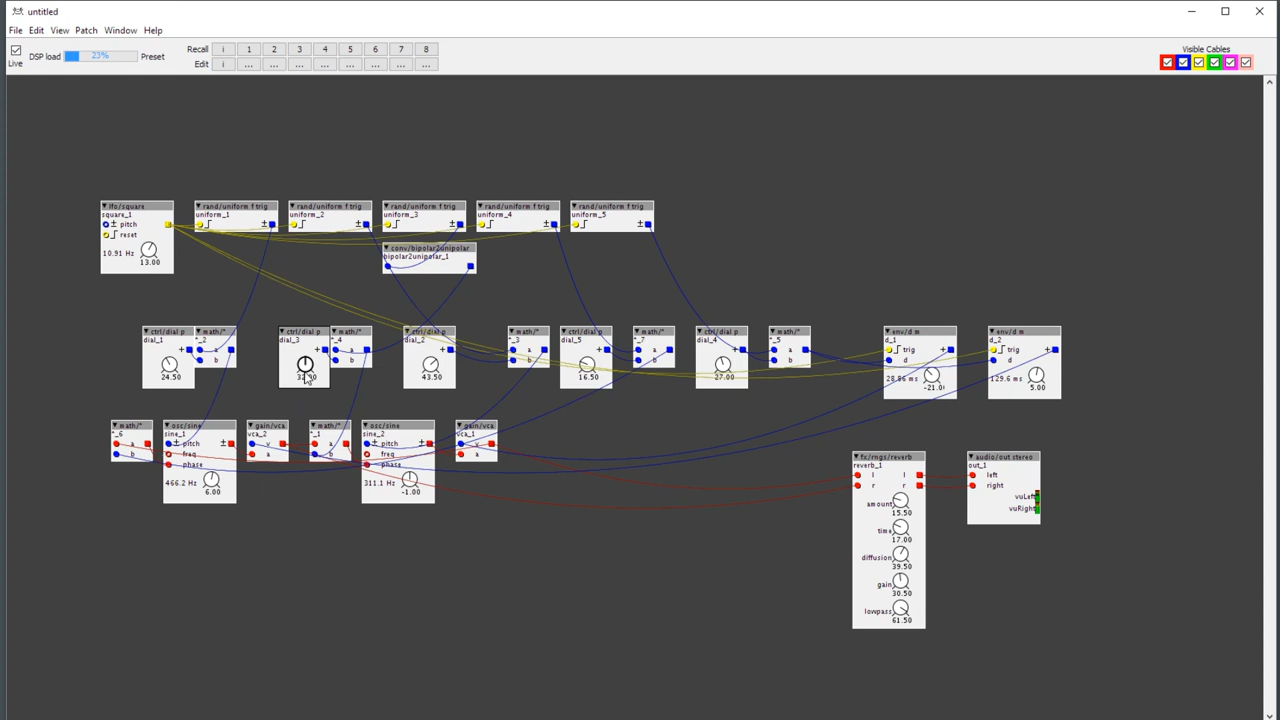 untitled
File Edit View Patch Window Help
Live DSP load 23% Preset Recall i 1 2 3 4 5 6 7 8
Edit i ... ... ... ... ... ... ... ...
Visible Cables
lfo/square
square_1
pitch
reset
10.91 Hz
13.00
rand/uniform f trig
uniform_1
rand/uniform f trig
uniform_2
rand/uniform f trig
uniform_3
rand/uniform f trig
uniform_4
rand/uniform f trig
uniform_5
conv/bipolar2unipolar
bipolar2unipolar_1
ctrl/dial p
dial_1
24.50
math/*
*_2
a
b
ctrl/dial p
dial_3
math/*
*_4
a
b
ctrl/dial p
dial_2
43.50
math/*
*_3
a
b
ctrl/dial p
dial_5
16.50
math/*
*_7
a
b
ctrl/dial p
dial_4
27.00
math/*
*_5
a
b
env/d m
d_1
trig
d
28.86 ms
-21.0
env/d m
d_2
trig
d
129.6 ms
5.00
math/*
*_6
a
b
osc/sine
sine_1
pitch
freq
phase
466.2 Hz
6.00
gain/vca
vca_2
v
a
math/*
*_1
a
b
osc/sine
sine_2
pitch
freq
phase
311.1 Hz
-1.00
gain/vca
vca_1
v
a
fx/rngs/reverb
reverb_1
l l
r r
amount
15.50
time
17.00
diffusion
39.50
gain
30.50
lowpass
61.50
audio/out stereo
out_1
left
right
vuLeft
vuRight